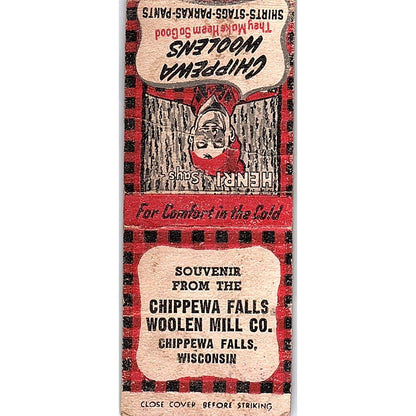 SHIRTS-STAGS-PARKAS-PANTS
They Make Heem So Good
CHIPPEWA
WOOLENS
HENRI Says
For Comfort in the Cold
SOUVENIR
FROM THE
CHIPPEWA FALLS
WOOLEN MILL CO.
CHIPPEWA FALLS,
WISCONSIN
CLOSE COVER BEFORE STRIKING